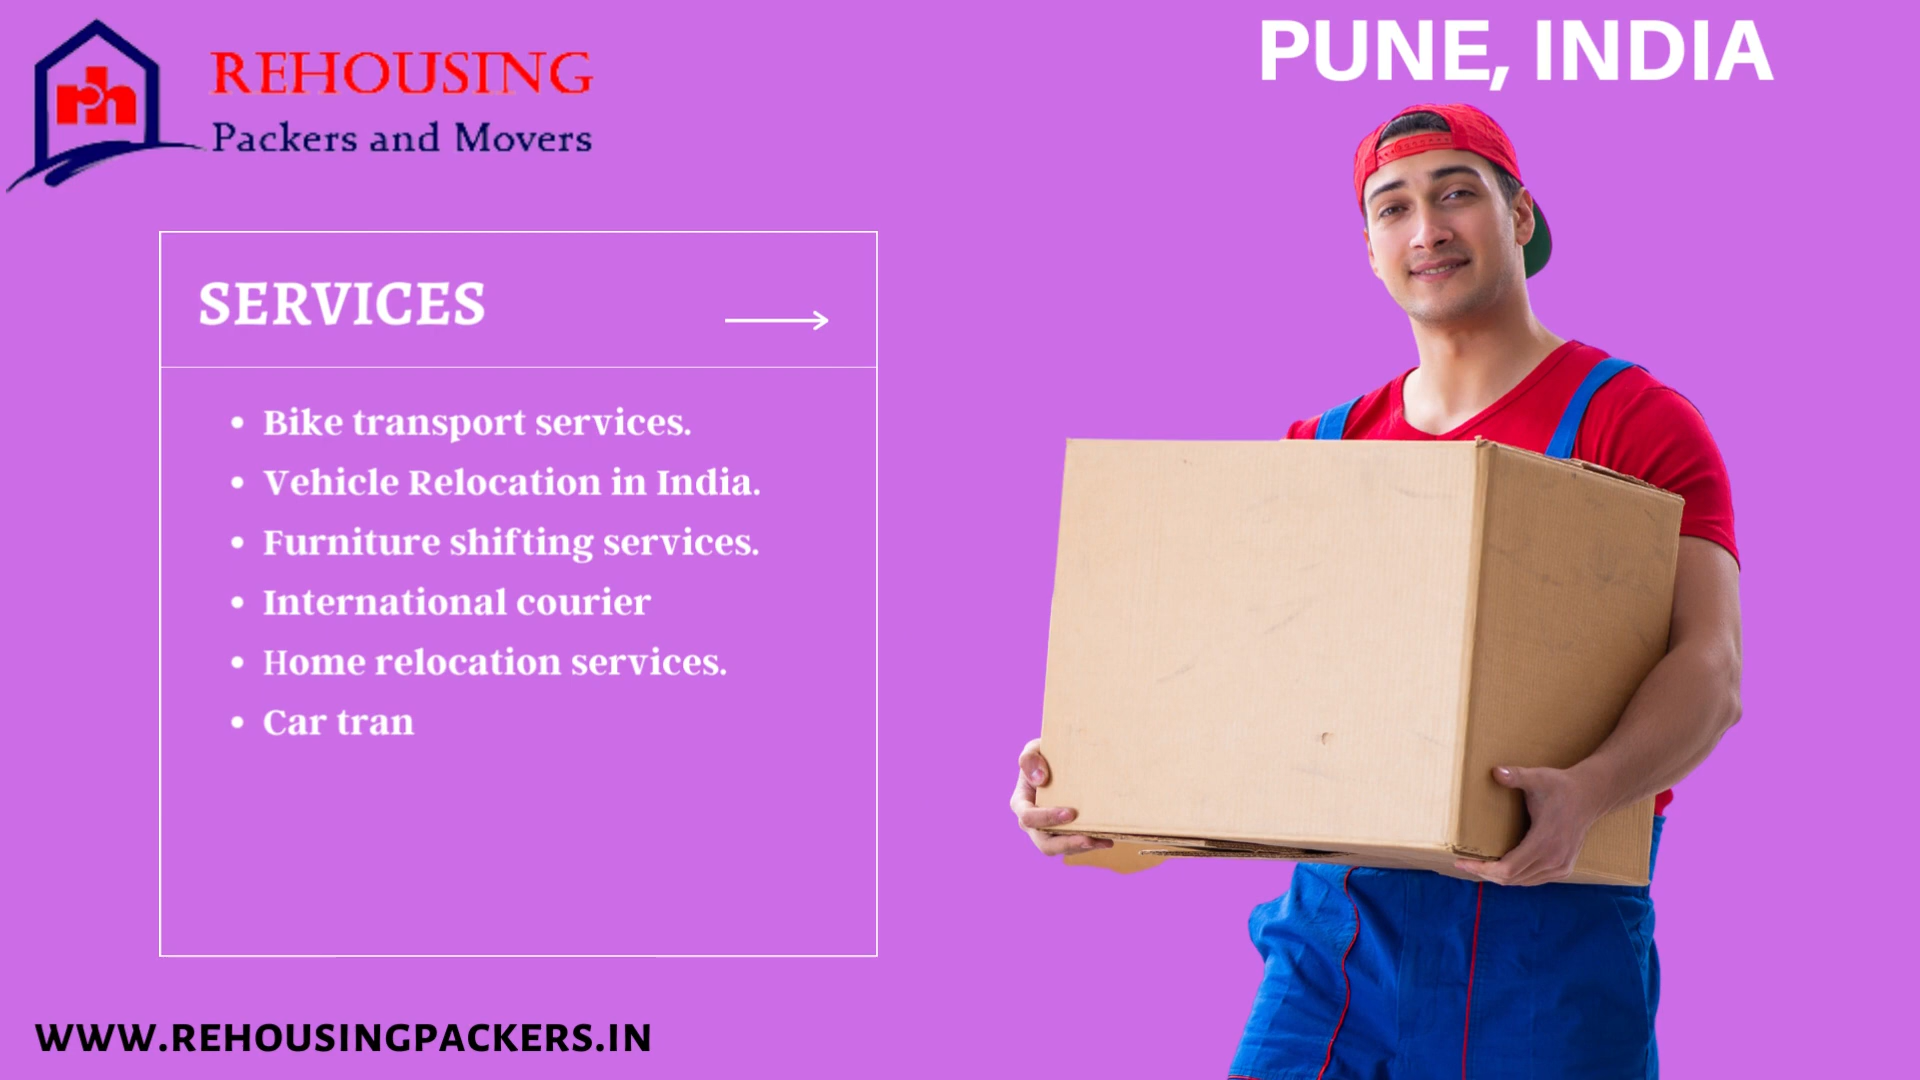 REHOUSING
Packers and Movers
PUNE, INDIA
SERVICES
Bike transport services.
Vehicle Relocation in India.
Furniture shifting services.
International courier
Home relocation services.
Car tran
WWW.REHOUSINGPACKERS.IN